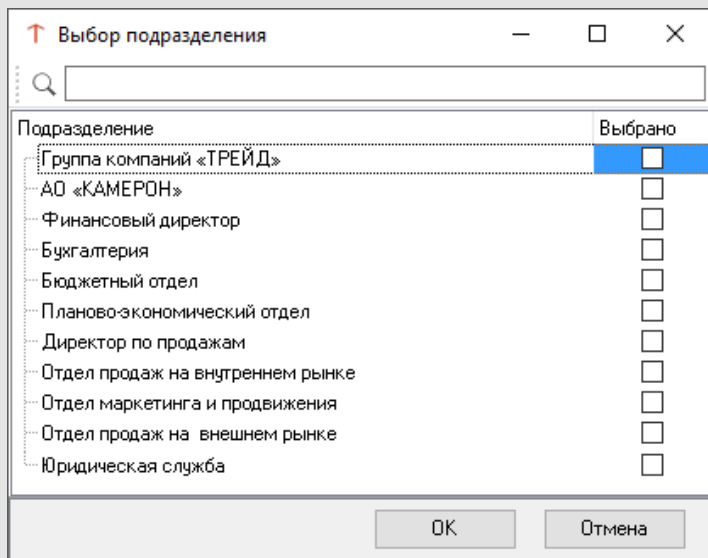 Выбор подразделения
Подразделение Выбрано
Группа компаний «ТРЕЙД»
АО «КАМЕРОН»
Финансовый директор
Бухгалтерия
Бюджетный отдел
Планово-экономический отдел
Директор по продажам
Отдел продаж на внутреннем рынке
Отдел маркетинга и продвижения
Отдел продаж на внешнем рынке
Юридическая служба
OK Отмена